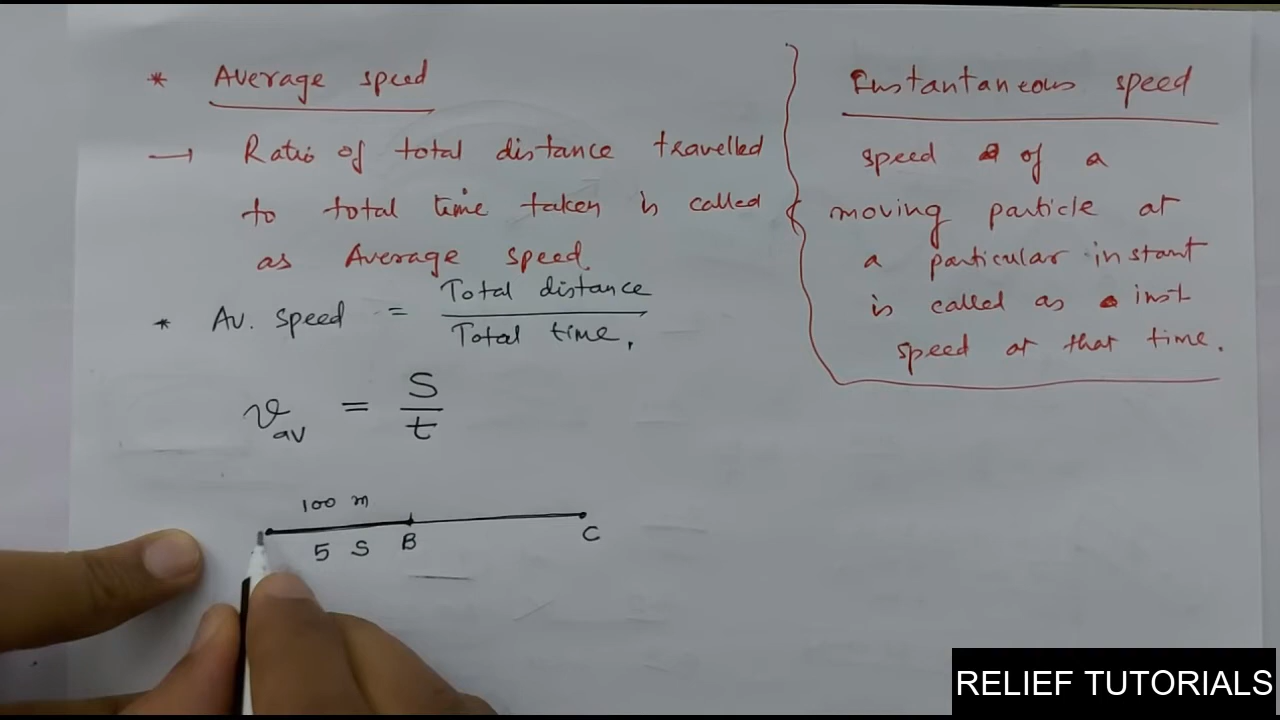 * Average speed
→ Ratio of total distance travelled
to total time taken is called
as Average speed.
* Av. speed = Total distance / Total time.
v_av = S / t
100 m
5 S B
C
Instantaneous speed
speed of a
moving particle at
a particular instant
is called as inst
speed at that time.
RELIEF TUTORIALS